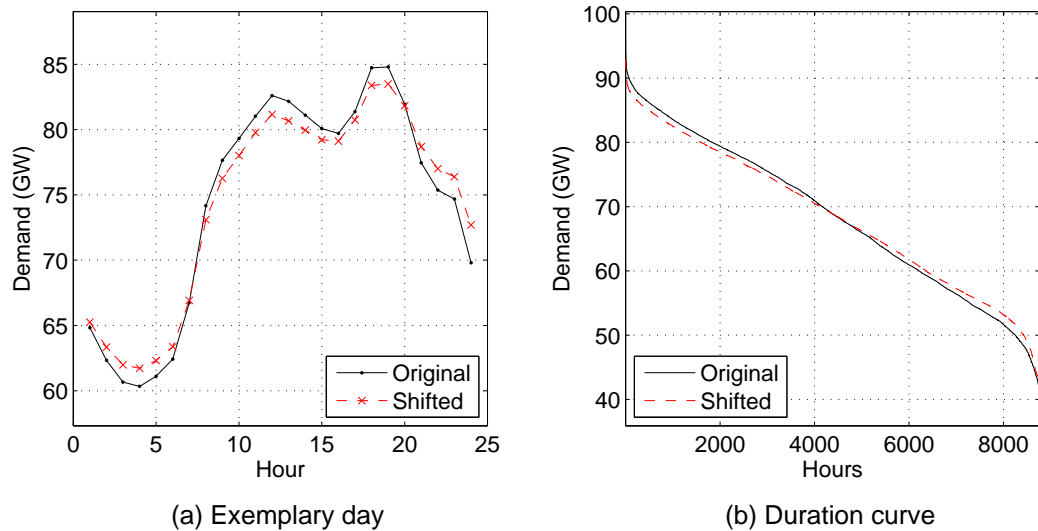 85
80
75
70
65
60
0 5 10 15 20 25
Demand (GW)
Hour
Original
Shifted
(a) Exemplary day
100
90
80
70
60
50
40
2000 4000 6000 8000
Demand (GW)
Hours
Original
Shifted
(b) Duration curve